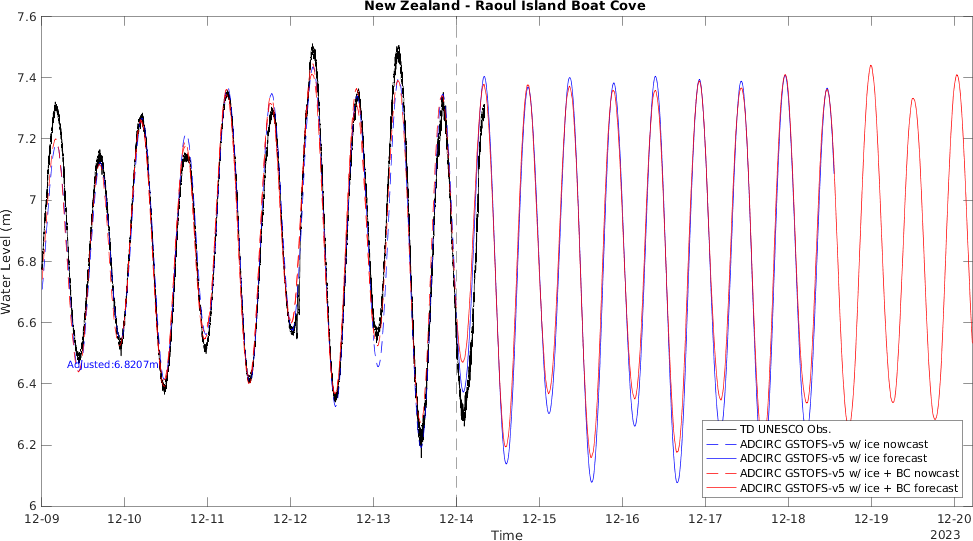 New Zealand - Raoul Island Boat Cove
7.6
7.4
7.2
7
6.8
6.6
6.4
6.2
6
Water Level (m)
Adjusted:6.8207m
TD UNESCO Obs.
ADCIRC GSTOFS-v5 w/ ice nowcast
ADCIRC GSTOFS-v5 w/ ice forecast
ADCIRC GSTOFS-v5 w/ ice + BC nowcast
ADCIRC GSTOFS-v5 w/ ice + BC forecast
12-09 12-10 12-11 12-12 12-13 12-14 12-15 12-16 12-17 12-18 12-19 12-20
2023
Time